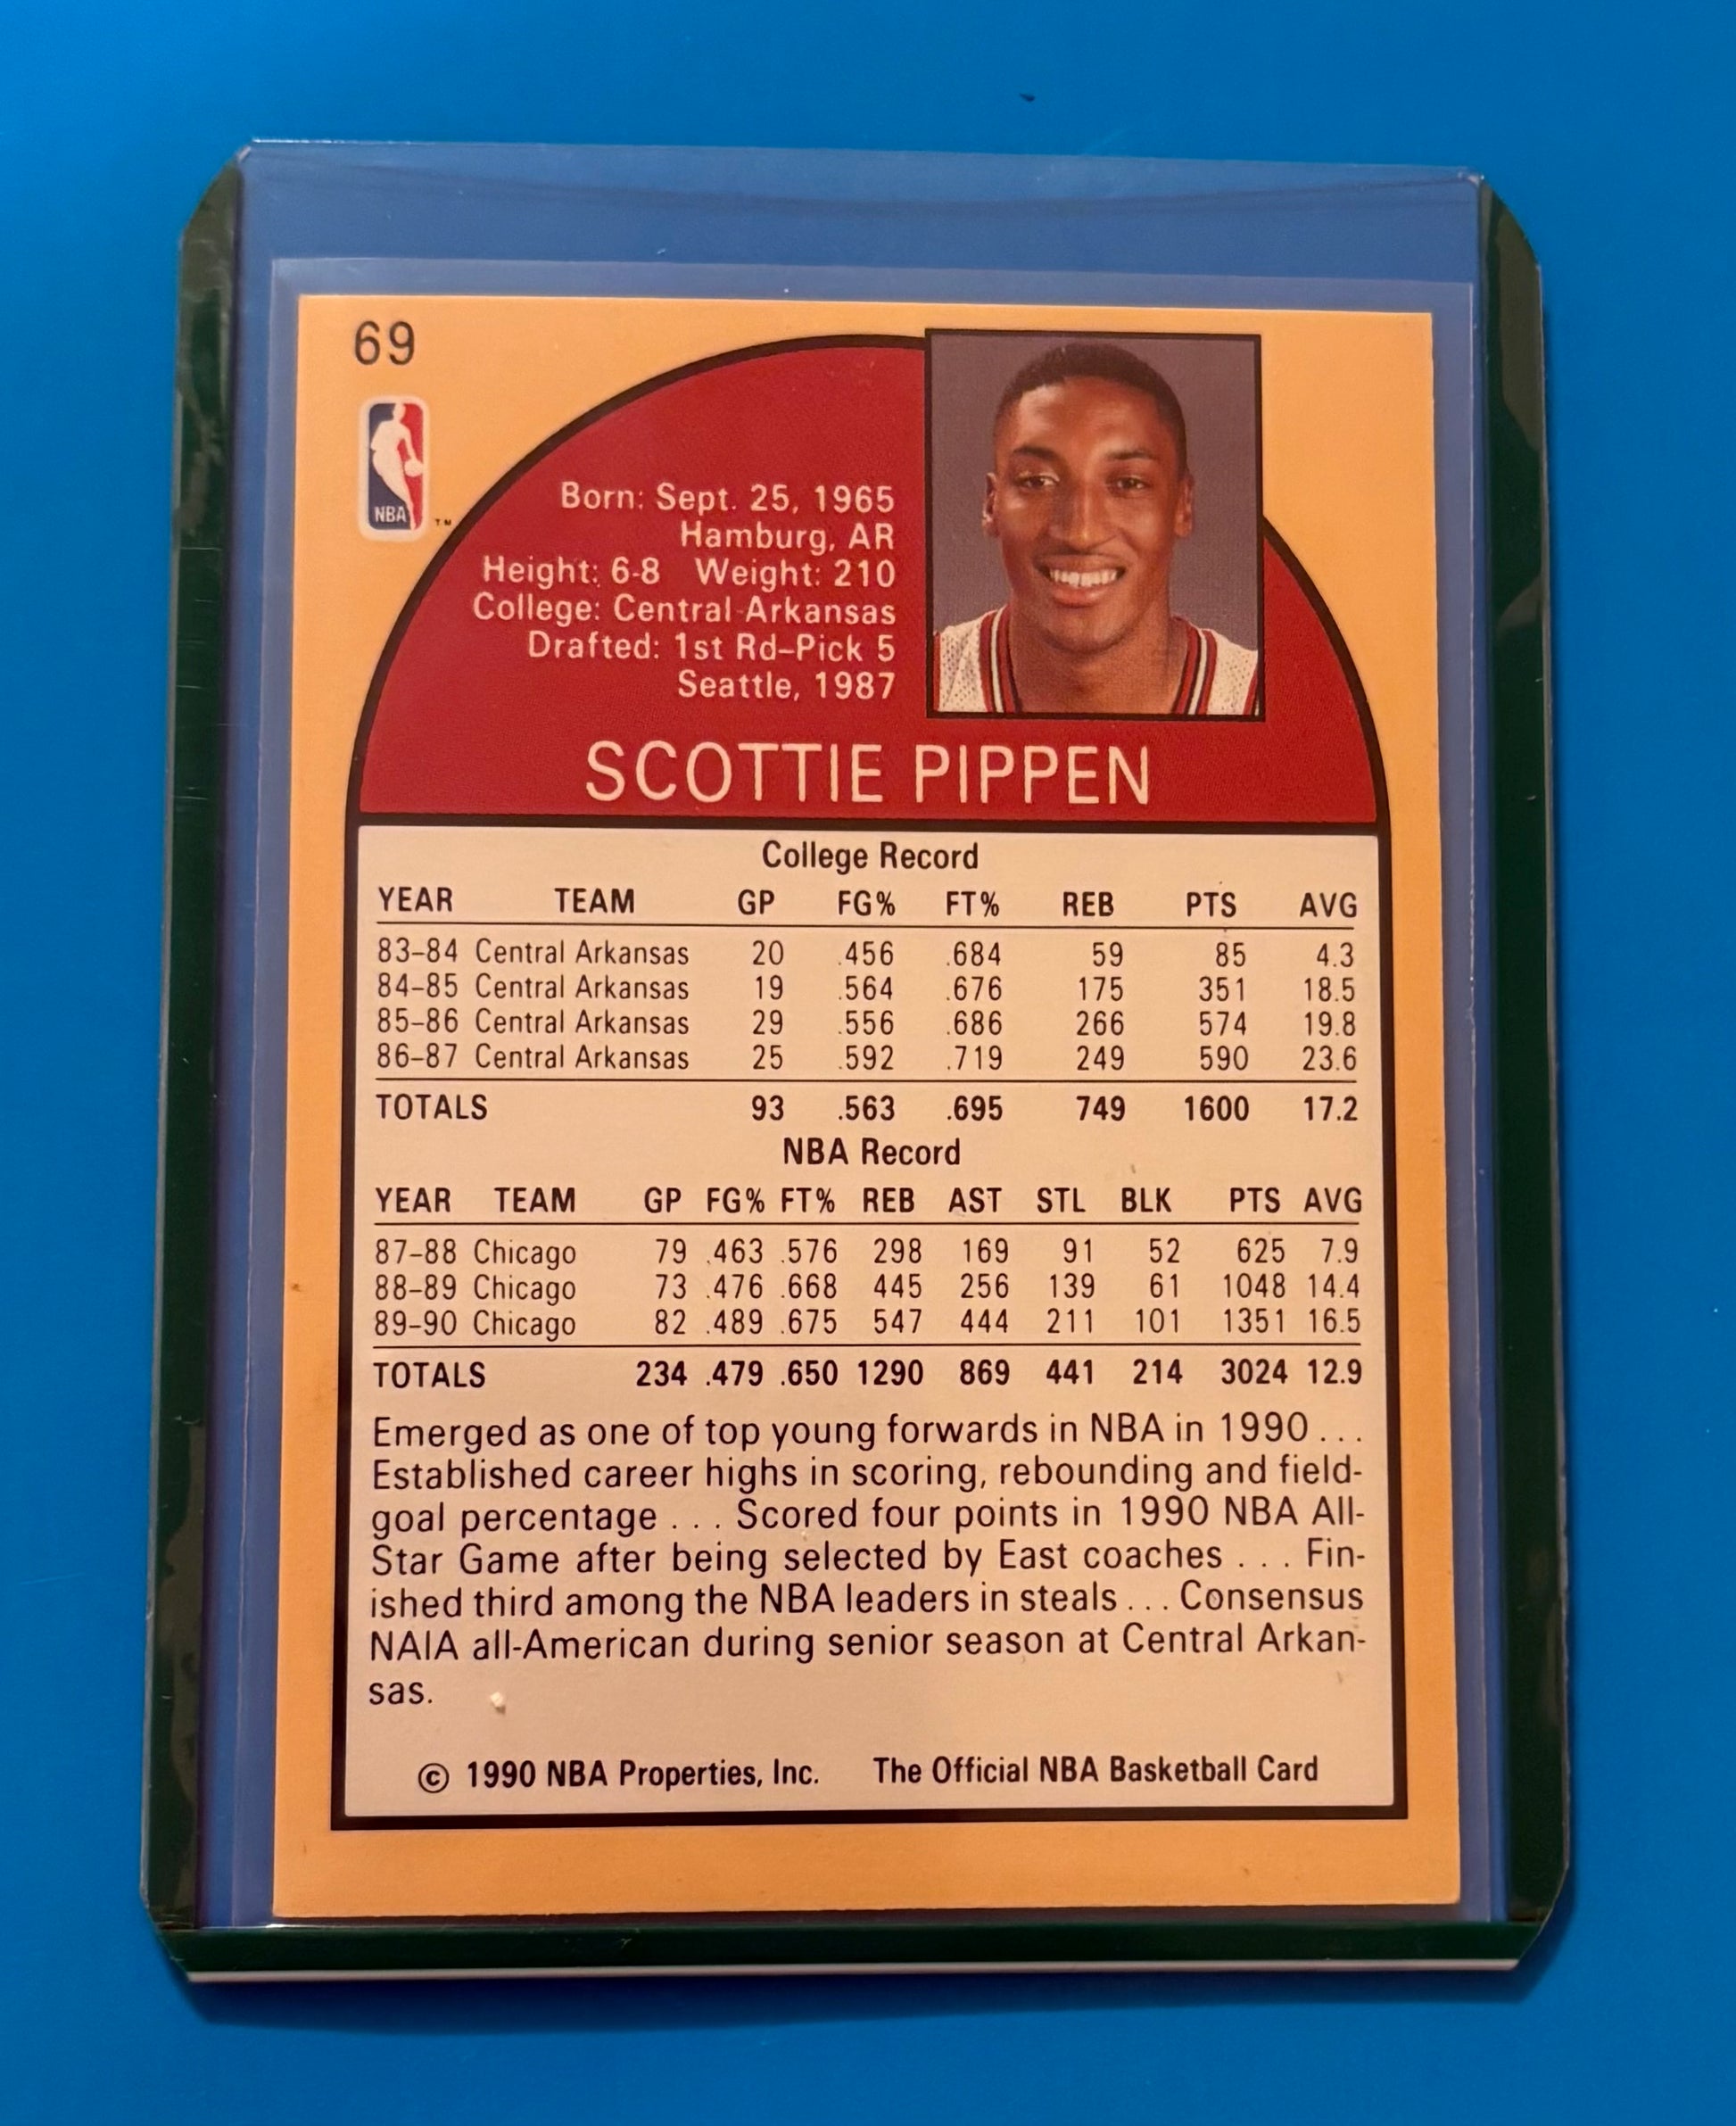 69
NBA
TM
Born: Sept. 25, 1965
Hamburg, AR
Height: 6-8 Weight: 210
College: Central Arkansas
Drafted: 1st Rd–Pick 5
Seattle, 1987
SCOTTIE PIPPEN
College Record
YEAR TEAM GP FG% FT% REB PTS AVG
83–84 Central Arkansas 20 .456 .684 59 85 4.3
84–85 Central Arkansas 19 .564 .676 175 351 18.5
85–86 Central Arkansas 29 .556 .686 266 574 19.8
86–87 Central Arkansas 25 .592 .719 249 590 23.6
TOTALS 93 .563 .695 749 1600 17.2
NBA Record
YEAR TEAM GP FG% FT% REB AST STL BLK PTS AVG
87–88 Chicago 79 .463 .576 298 169 91 52 625 7.9
88–89 Chicago 73 .476 .668 445 256 139 61 1048 14.4
89–90 Chicago 82 .489 .675 547 444 211 101 1351 16.5
TOTALS 234 .479 .650 1290 869 441 214 3024 12.9
Emerged as one of top young forwards in NBA in 1990 . . .
Established career highs in scoring, rebounding and field-
goal percentage . . . Scored four points in 1990 NBA All-
Star Game after being selected by East coaches . . . Fin-
ished third among the NBA leaders in steals . . . Consensus
NAIA all-American during senior season at Central Arkan-
sas.
© 1990 NBA Properties, Inc. The Official NBA Basketball Card